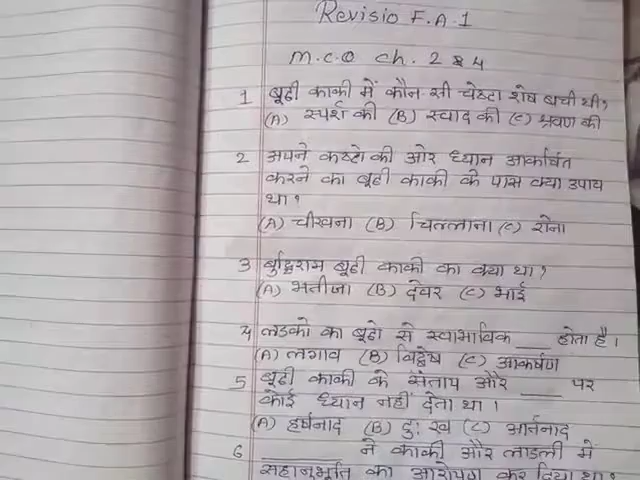 Revisio F.A.1
M.C.Q ch. 2 & 4
1 बूढी काकी में कौन सी चेष्टा शेष बची थी?
(A) स्पर्श की (B) स्वाद की (C) श्रवण की
2 अपने कष्टो की ओर ध्यान आकर्षित
करने का बूढी काकी के पास क्या उपाय
था?
(A) चीखना (B) चिल्लाना (C) रोना
3 बुद्धिराम बूढी काकी का क्या था?
(A) भतीजा (B) देवर (C) भाई
4 लडको का बूढो से स्वाभाविक ___ होता है।
(A) लगाव (B) विद्वेष (C) आकर्षण
5 बूढी काकी के संताप और ___ पर
कोई ध्यान नहीं देता था।
(A) हर्षनाद (B) दुःख (C) आर्तनाद
6 ______ ने काकी और लाडली में
सहानुभूति का आरोपण कर दिया था?